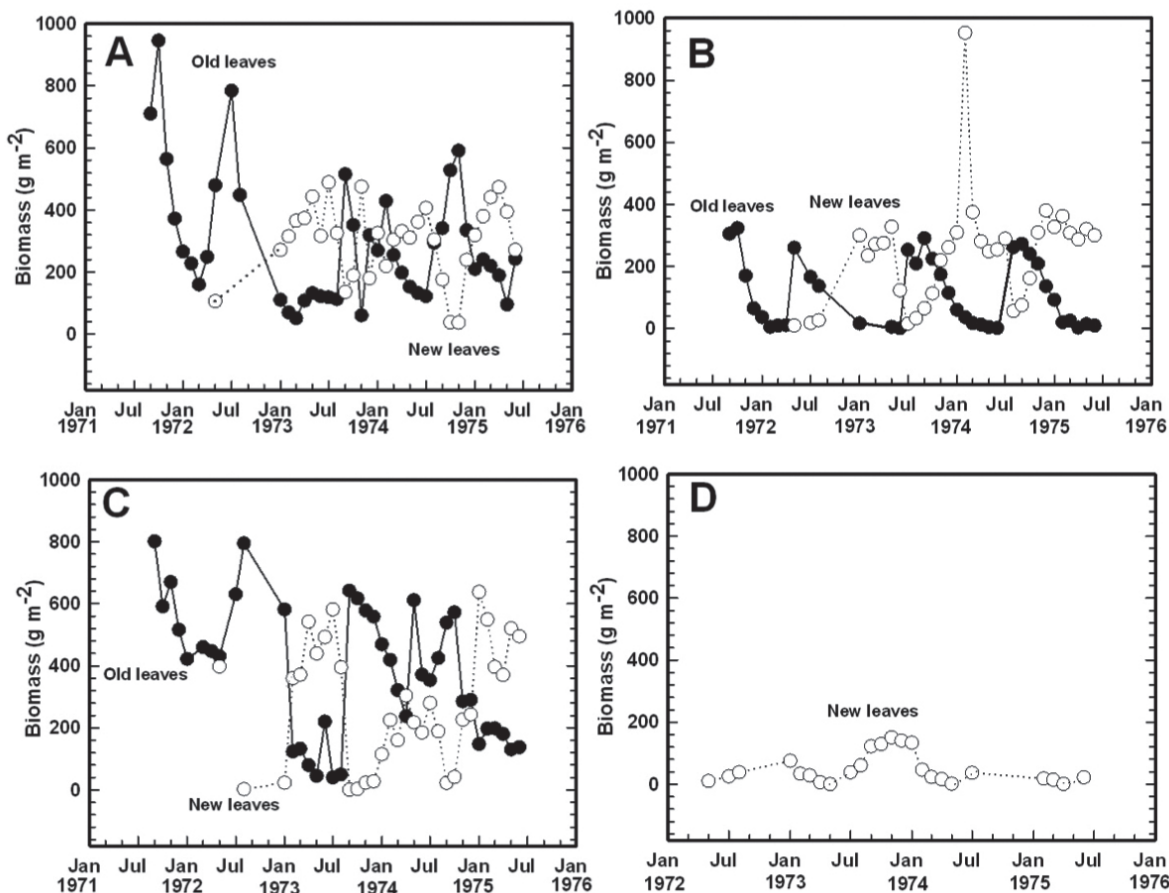 A
Biomass (g m-2)
1000
800
600
400
200
0
Old leaves
New leaves
Jan Jul Jan Jul Jan Jul Jan Jul Jan Jul Jan
1971 1972 1973 1974 1975 1976
B
Biomass (g m-2)
1000
800
600
400
200
0
Old leaves
New leaves
Jan Jul Jan Jul Jan Jul Jan Jul Jan Jul Jan
1971 1972 1973 1974 1975 1976
C
Biomass (g m-2)
1000
800
600
400
200
0
Old leaves
New leaves
Jan Jul Jan Jul Jan Jul Jan Jul Jan Jul Jan
1971 1972 1973 1974 1975 1976
D
Biomass (g m-2)
1000
800
600
400
200
0
New leaves
Jan Jul Jan Jul Jan Jul Jan Jul Jan
1972 1973 1974 1975 1976